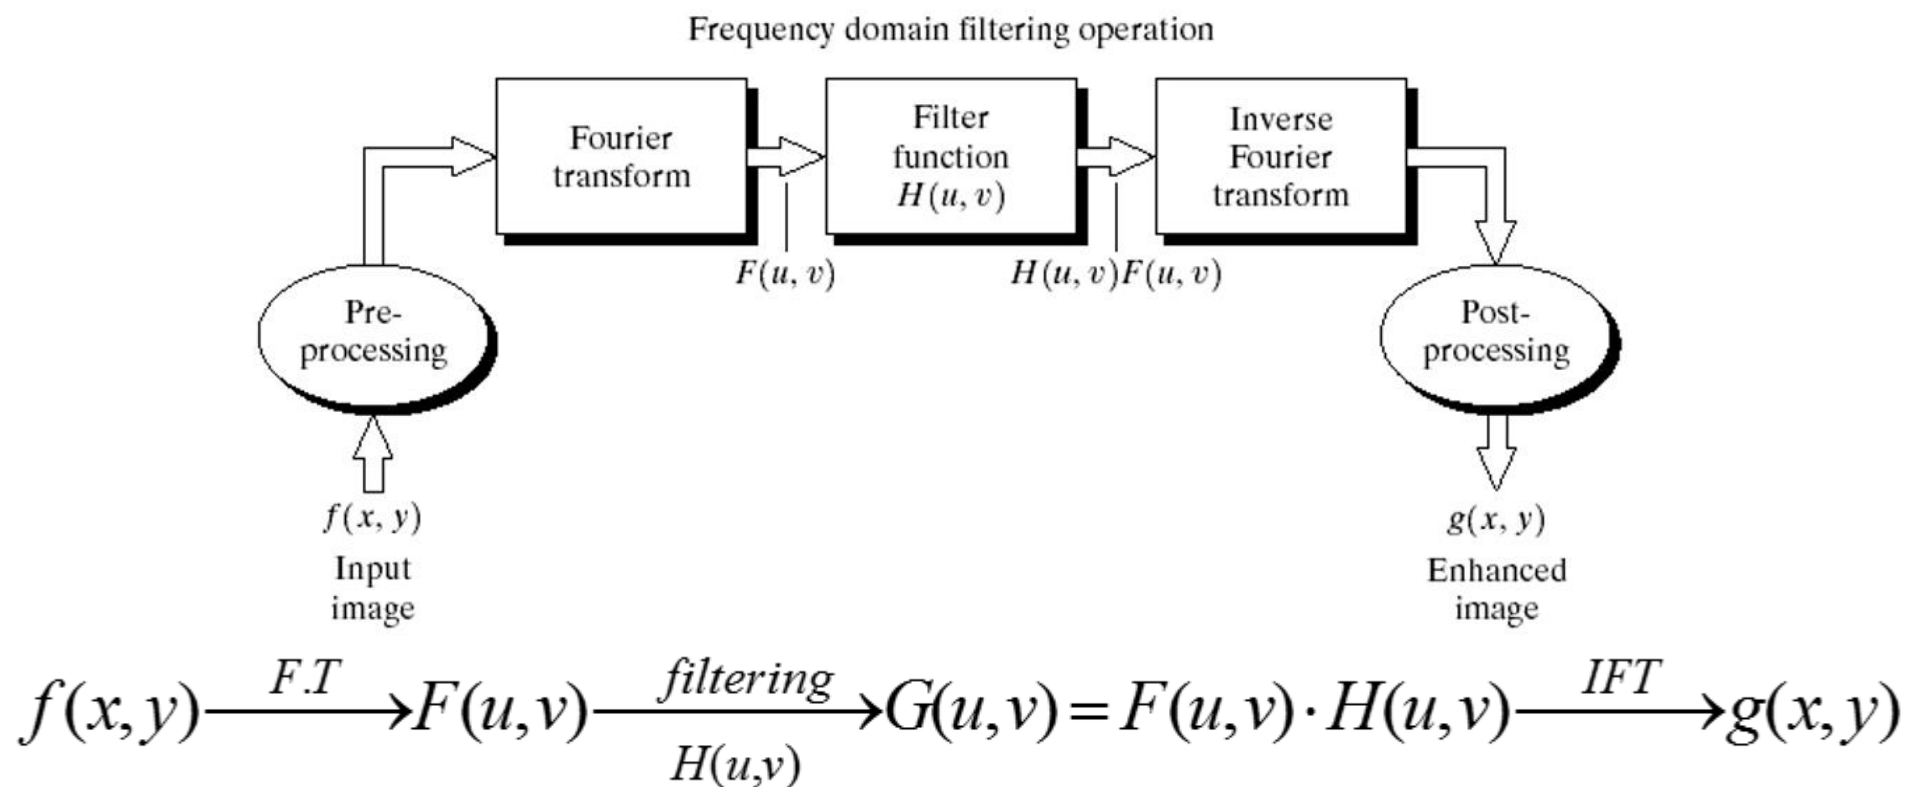 Frequency domain filtering operation
Fourier
transform
Filter
function
H(u, v)
Inverse
Fourier
transform
F(u, v)
H(u, v)F(u, v)
Pre-
processing
Post-
processing
f(x, y)
Input
image
g(x, y)
Enhanced
image
f(x,y) F.T → F(u,v) filtering → H(u,v) G(u,v) = F(u,v) · H(u,v) IFT → g(x,y)